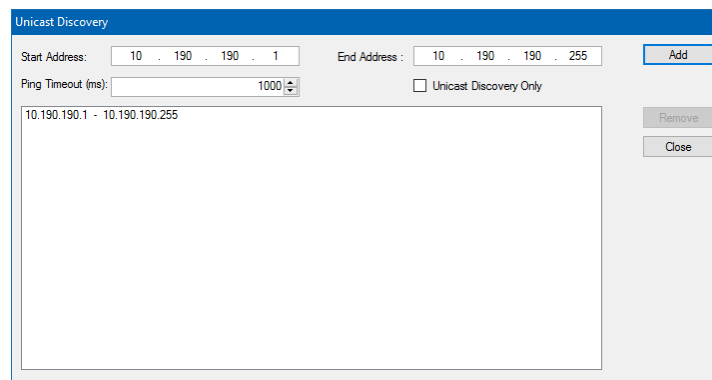 Unicast Discovery
Start Address: 10 . 190 . 190 . 1 End Address : 10 . 190 . 190 . 255 Add
Ping Timeout (ms): 1000 Unicast Discovery Only
10.190.190.1 - 10.190.190.255 Remove
Close